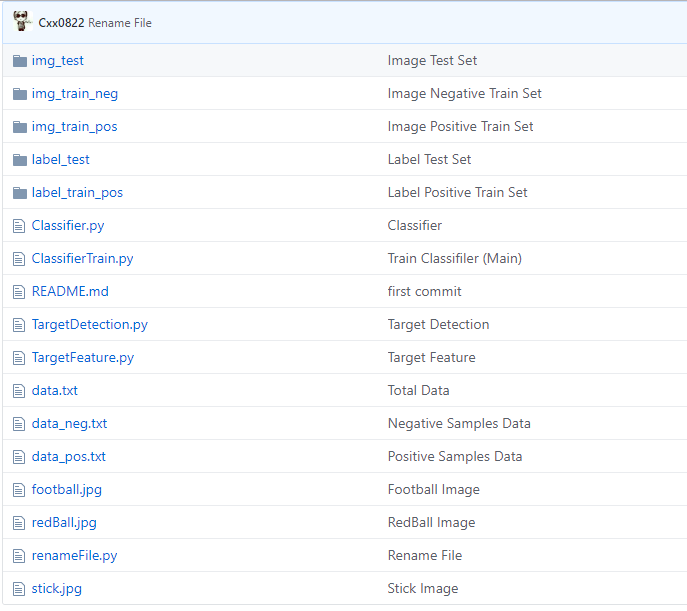 Cxx0822 Rename File
img_test Image Test Set
img_train_neg Image Negative Train Set
img_train_pos Image Positive Train Set
label_test Label Test Set
label_train_pos Label Positive Train Set
Classifier.py Classifier
ClassifierTrain.py Train Classifiler (Main)
README.md first commit
TargetDetection.py Target Detection
TargetFeature.py Target Feature
data.txt Total Data
data_neg.txt Negative Samples Data
data_pos.txt Positive Samples Data
football.jpg Football Image
redBall.jpg RedBall Image
renameFile.py Rename File
stick.jpg Stick Image